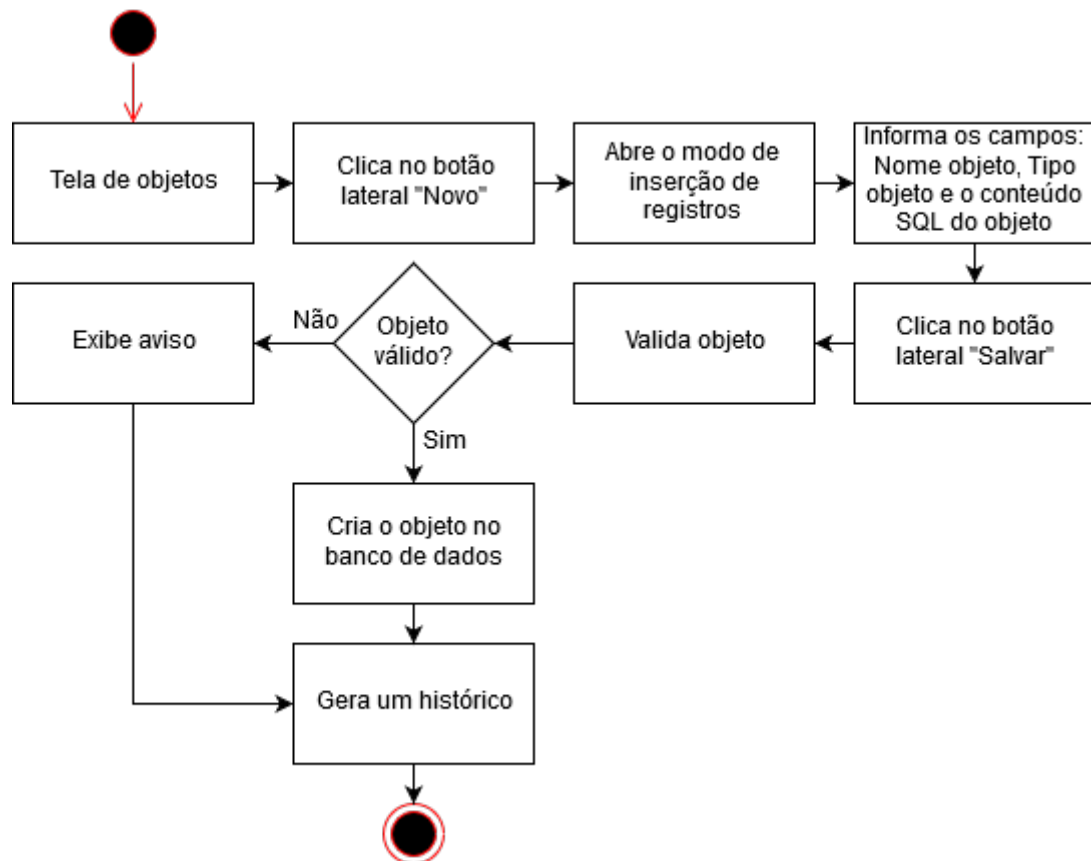 Tela de objetos
Clica no botão
lateral "Novo"
Abre o modo de
inserção de
registros
Informa os campos:
Nome objeto, Tipo
objeto e o conteúdo
SQL do objeto
Clica no botão
lateral "Salvar"
Valida objeto
Objeto
válido?
Não
Exibe aviso
Sim
Cria o objeto no
banco de dados
Gera um histórico